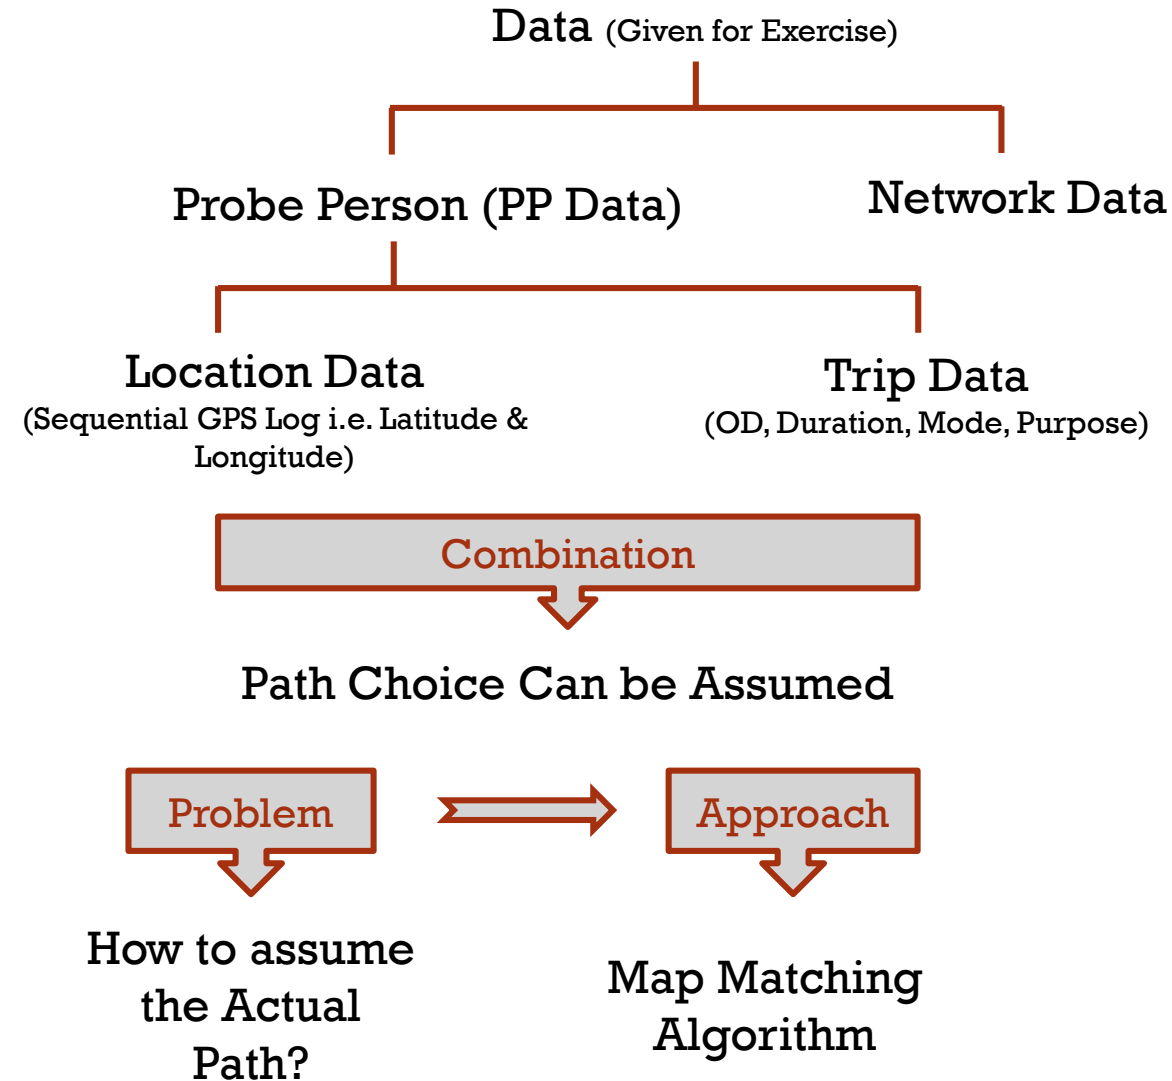 Data (Given for Exercise)
Probe Person (PP Data)
Network Data
Location Data
(Sequential GPS Log i.e. Latitude &
Longitude)
Trip Data
(OD, Duration, Mode, Purpose)
Combination
Path Choice Can be Assumed
Problem
Approach
How to assume
the Actual
Path?
Map Matching
Algorithm